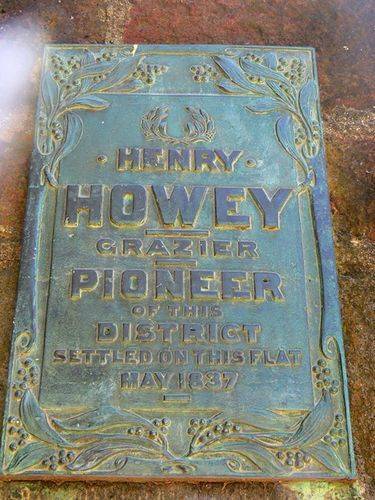 · HENRY ·
HOWEY
GRAZIER
PIONEER
OF THIS
DISTRICT
SETTLED ON THIS FLAT
MAY 1837